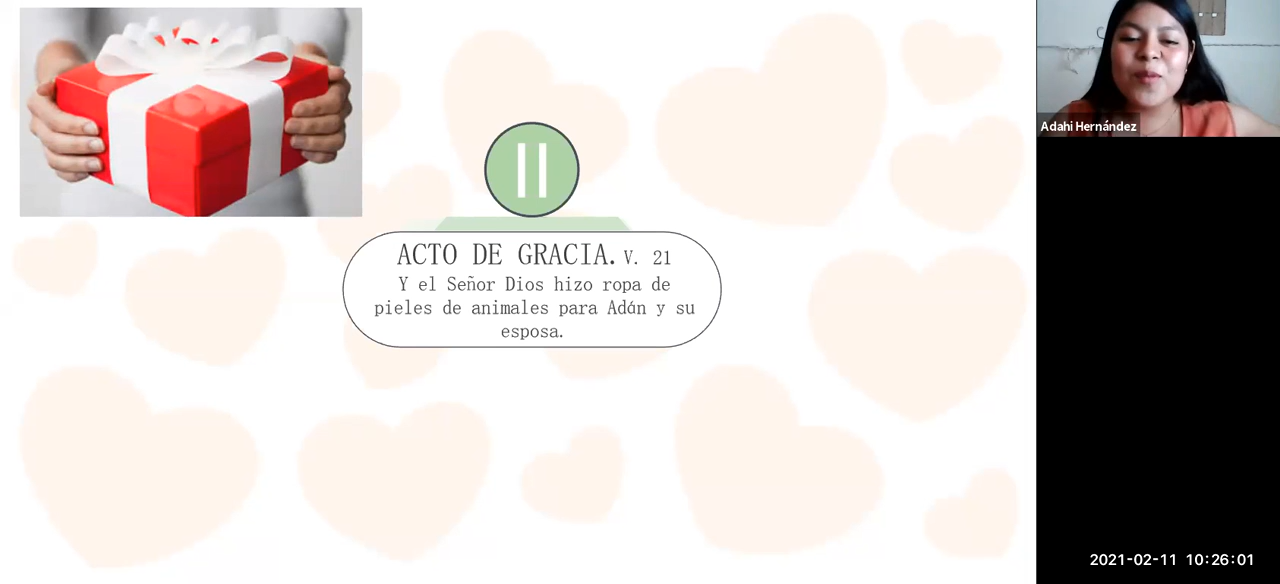 Adahi Hernández
ACTO DE GRACIA. V. 21
Y el Señor Dios hizo ropa de
pieles de animales para Adán y su
esposa.
2021-02-11 10:26:01